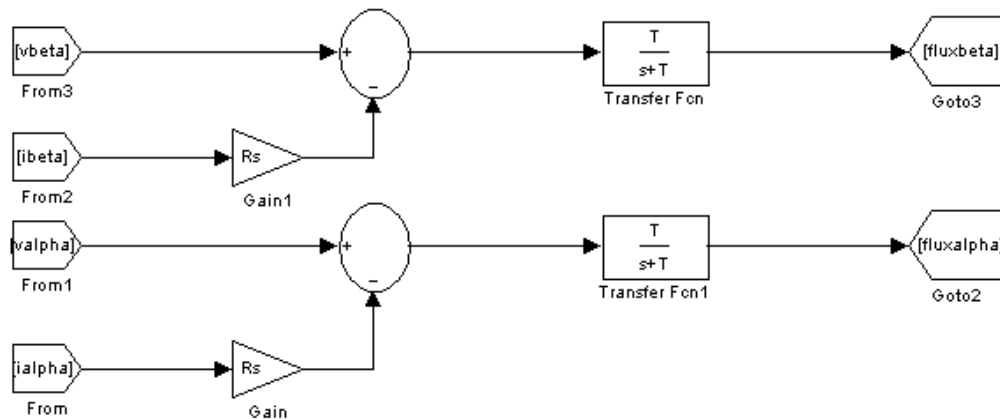 [vbeta]
From3
+
−
T
s+T
Transfer Fcn
[fluxbeta]
Goto3
[ibeta]
From2
Rs
Gain1
[valpha]
From1
+
−
T
s+T
Transfer Fcn1
[fluxalpha]
Goto2
[ialpha]
From
Rs
Gain